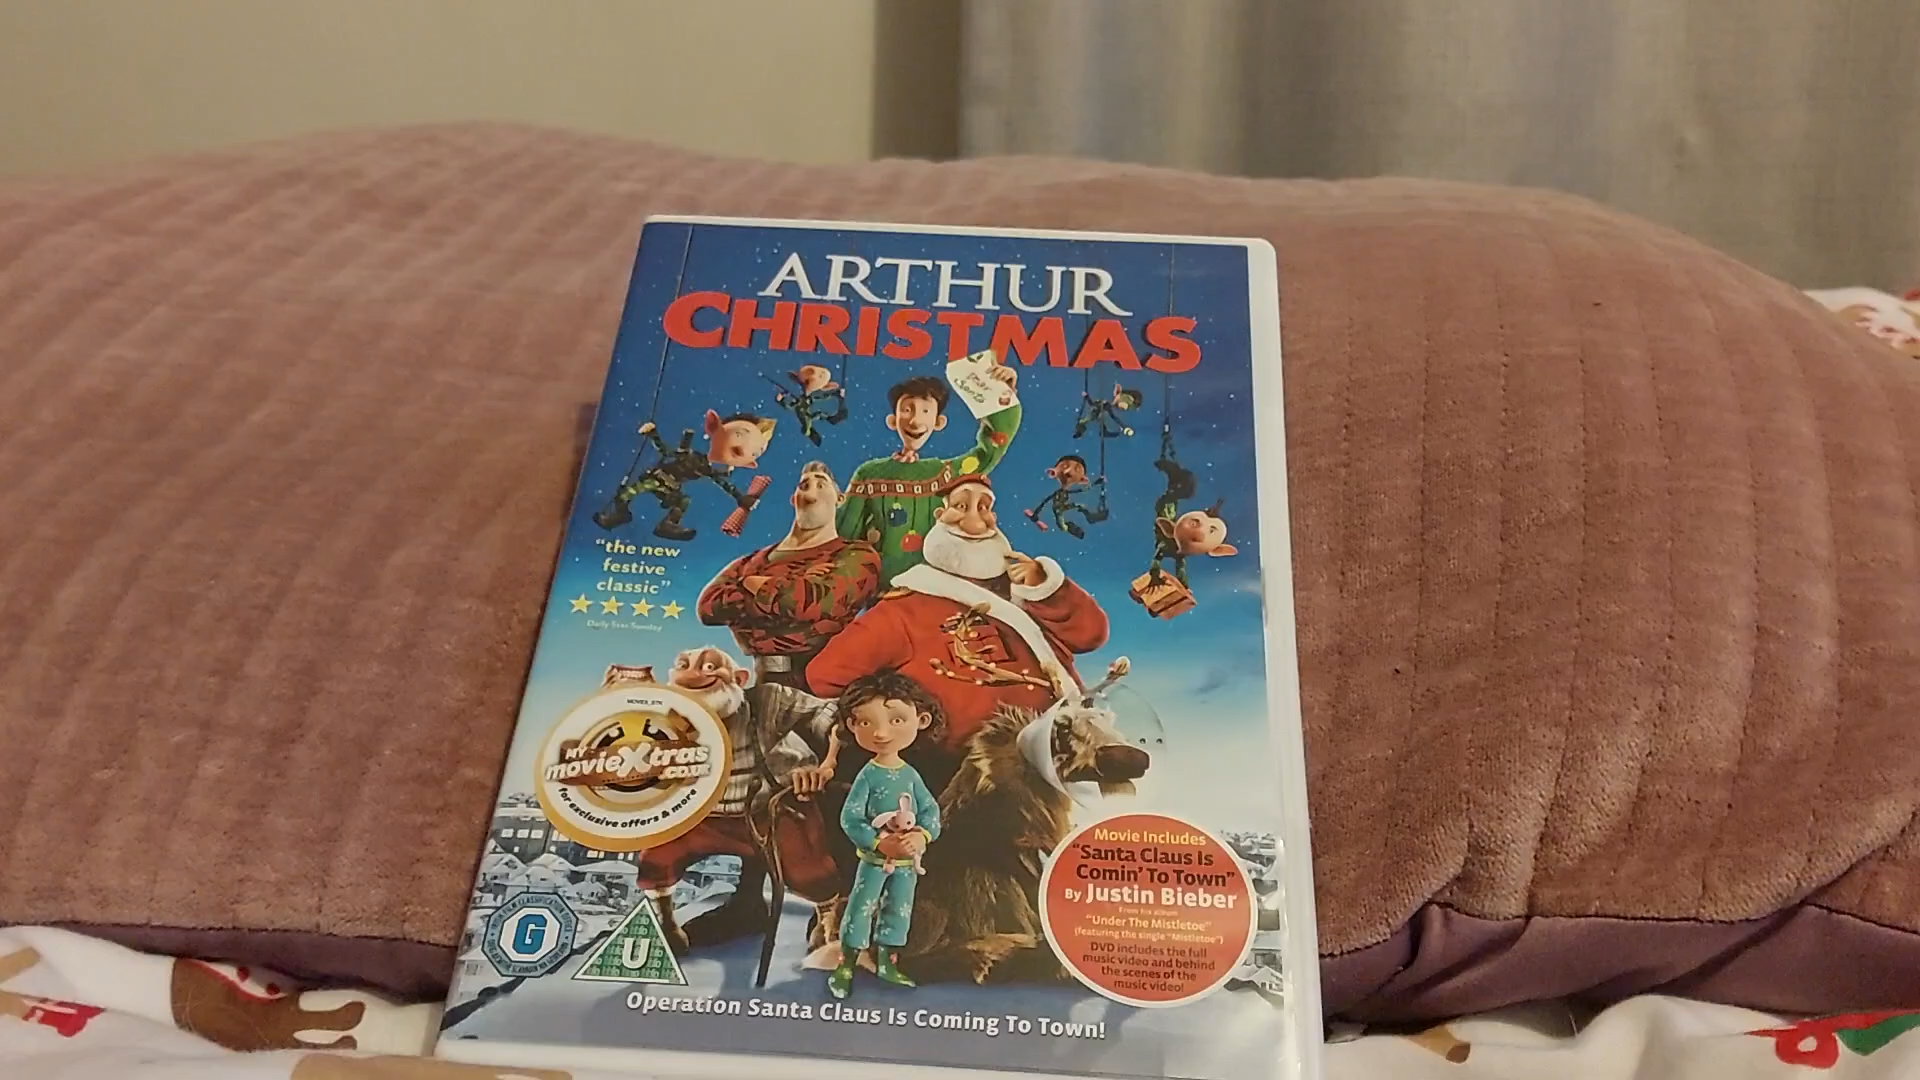 ARTHUR
CHRISTMAS
Dear
Santa
"the new
festive
classic"
Daily Star Sunday
MOVIES_STK
MY
movieXtras
.CO.UK
for exclusive offers & more
G
U
Movie Includes
"Santa Claus Is
Comin' To Town"
By Justin Bieber
From his album
"Under The Mistletoe"
(featuring the single "Mistletoe")
DVD includes the full
music video and behind
the scenes of the
music video!
Operation Santa Claus Is Coming To Town!